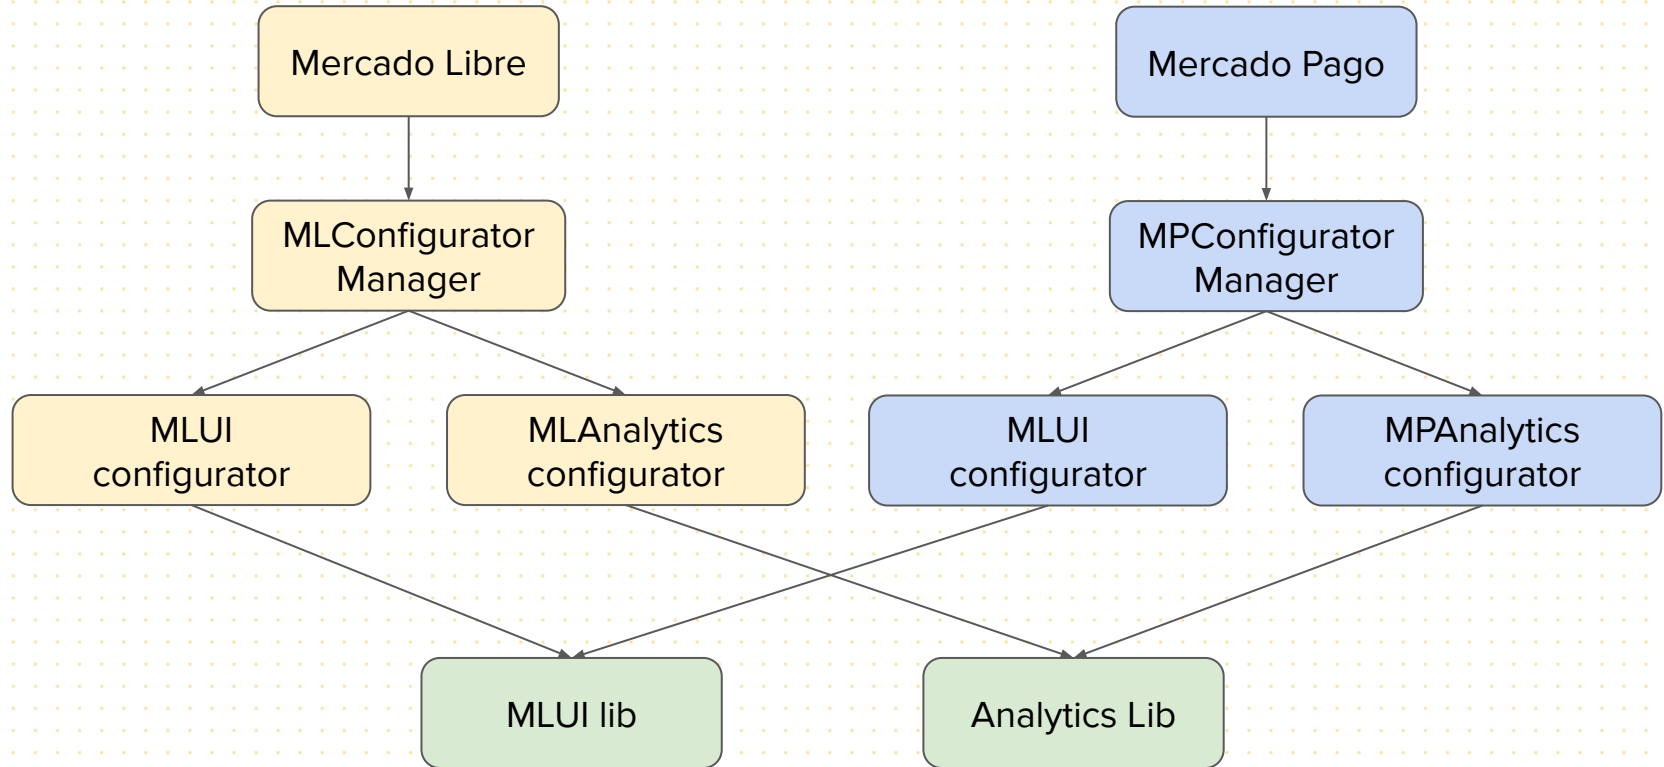 Mercado Libre
Mercado Pago
MLConfigurator
Manager
MPConfigurator
Manager
MLUI
configurator
MLAnalytics
configurator
MLUI
configurator
MPAnalytics
configurator
MLUI lib
Analytics Lib